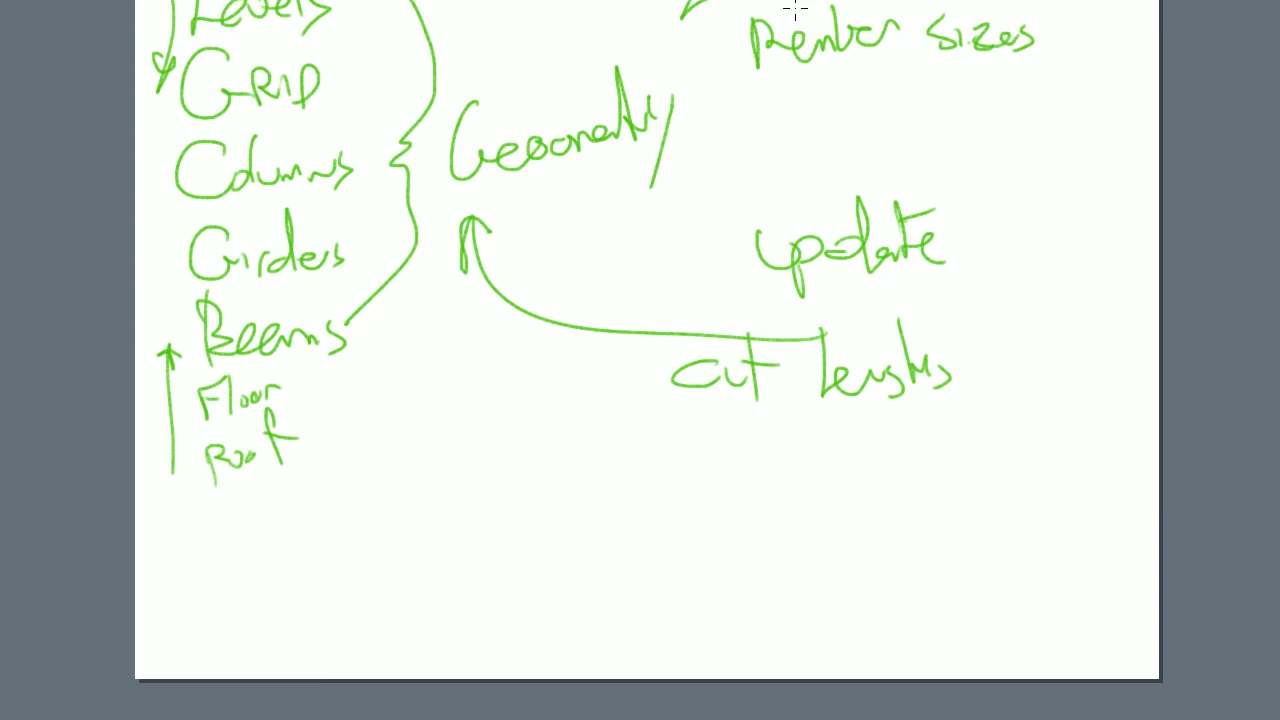 Levels
GRID
Columns
Girders
Beams
Floor
Roof
Geometry
Member Sizes
update
cut lengths